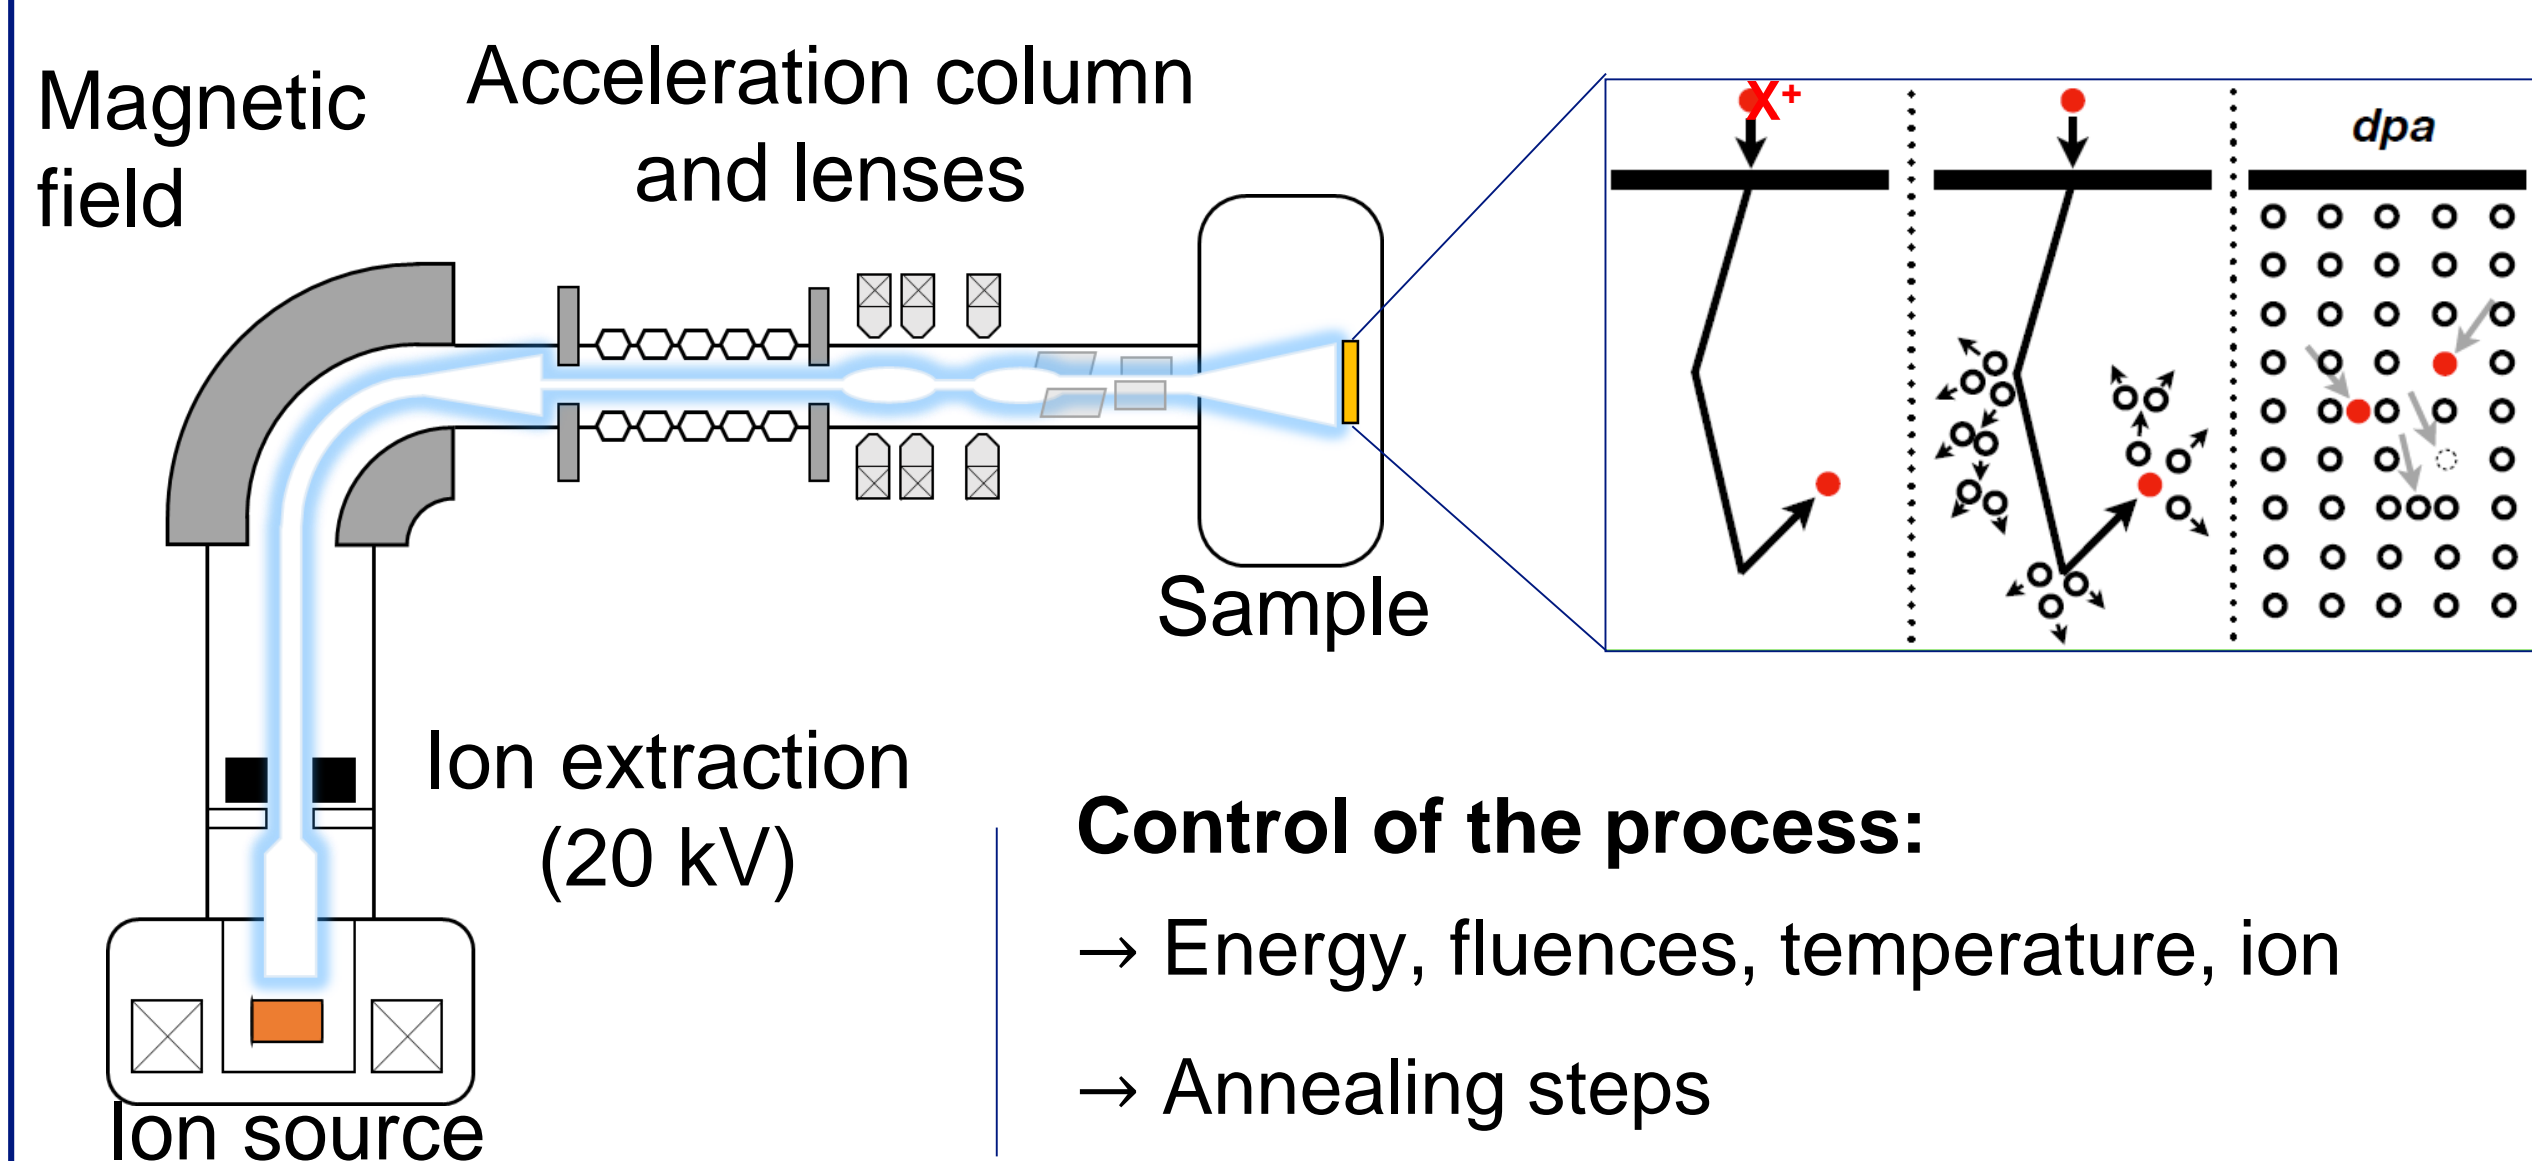 Magnetic
field
Acceleration column
and lenses
X⁺
dpa
Sample
Ion extraction
(20 kV)
Ion source
Control of the process:
→ Energy, fluences, temperature, ion
→ Annealing steps